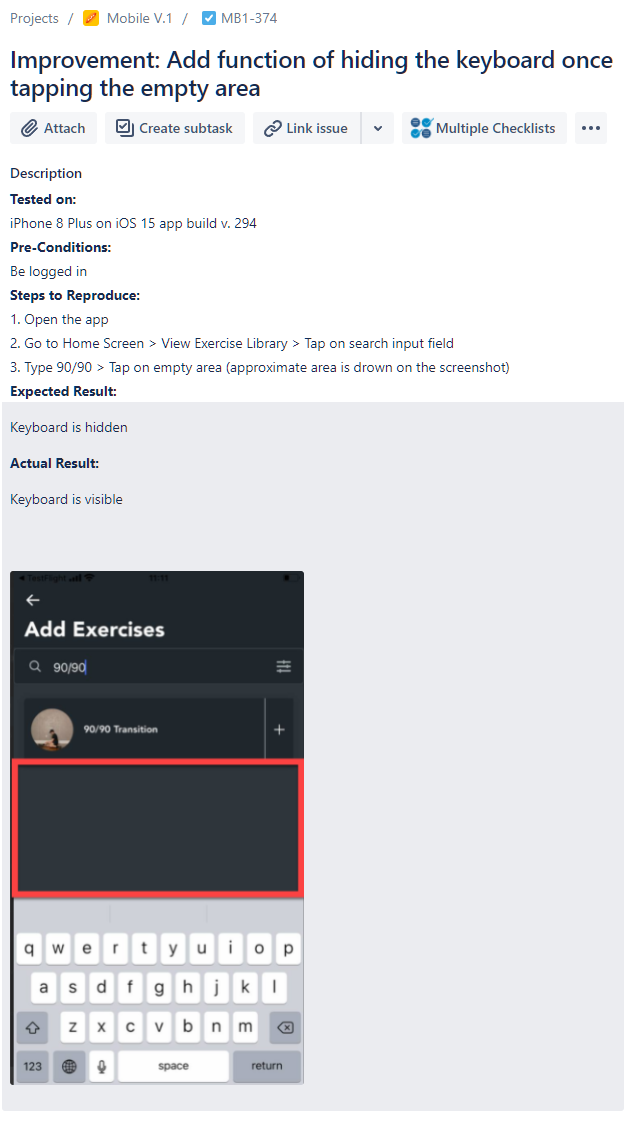 Projects / Mobile V.1 / MB1-374
Improvement: Add function of hiding the keyboard once
tapping the empty area
Attach Create subtask Link issue Multiple Checklists
Description
Tested on:
iPhone 8 Plus on iOS 15 app build v. 294
Pre-Conditions:
Be logged in
Steps to Reproduce:
1. Open the app
2. Go to Home Screen > View Exercise Library > Tap on search input field
3. Type 90/90 > Tap on empty area (approximate area is drown on the screenshot)
Expected Result:
Keyboard is hidden
Actual Result:
Keyboard is visible
TestFlight 11:11
Add Exercises
90/90
90/90 Transition +
q w e r t y u i o p
a s d f g h j k l
z x c v b n m
123 space return